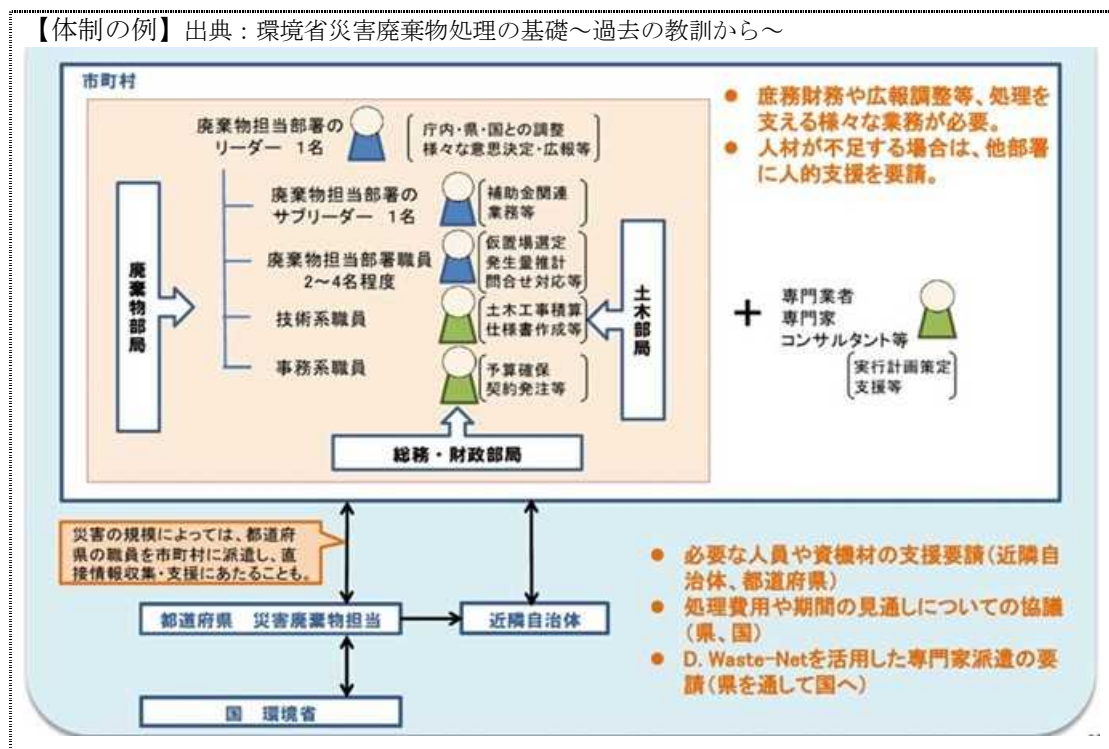 【体制の例】出典：環境省災害廃棄物処理の基礎～過去の教訓から～
市町村
廃棄物担当部署の
リーダー 1名
庁内・県・国との調整
様々な意思決定・広報等
廃棄物担当部署の
サブリーダー 1名
補助金関連
業務等
廃棄物担当部署職員
2～4名程度
仮置場選定
発生量推計
問合せ対応等
技術系職員
土木工事積算
仕様書作成等
事務系職員
予算確保
契約発注等
廃棄物部局
土木部局
総務・財政部局
● 庶務財務や広報調整等、処理を
支える様々な業務が必要。
● 人材が不足する場合は、他部署
に人的支援を要請。
＋
専門業者
専門家
コンサルタント等
実行計画策定
支援等
災害の規模によっては、都道府
県の職員を市町村に派遣し、直
接情報収集・支援にあたることも。
都道府県 災害廃棄物担当
近隣自治体
国 環境省
● 必要な人員や資機材の支援要請（近隣自
治体、都道府県）
● 処理費用や期間の見通しについての協議
（県、国）
● D. Waste-Netを活用した専門家派遣の要
請（県を通して国へ）